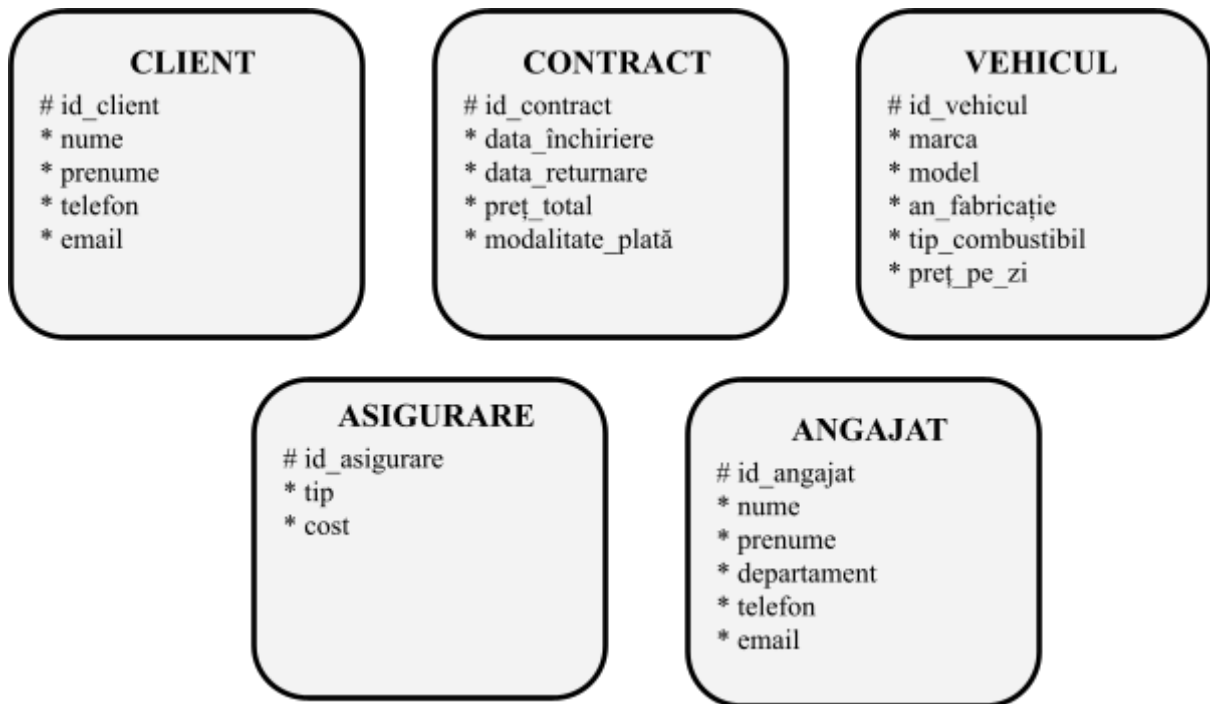 CLIENT
# id_client
* nume
* prenume
* telefon
* email
CONTRACT
# id_contract
* data_închiriere
* data_returnare
* preț_total
* modalitate_plată
VEHICUL
# id_vehicul
* marca
* model
* an_fabricație
* tip_combustibil
* preț_pe_zi
ASIGURARE
# id_asigurare
* tip
* cost
ANGAJAT
# id_angajat
* nume
* prenume
* departament
* telefon
* email